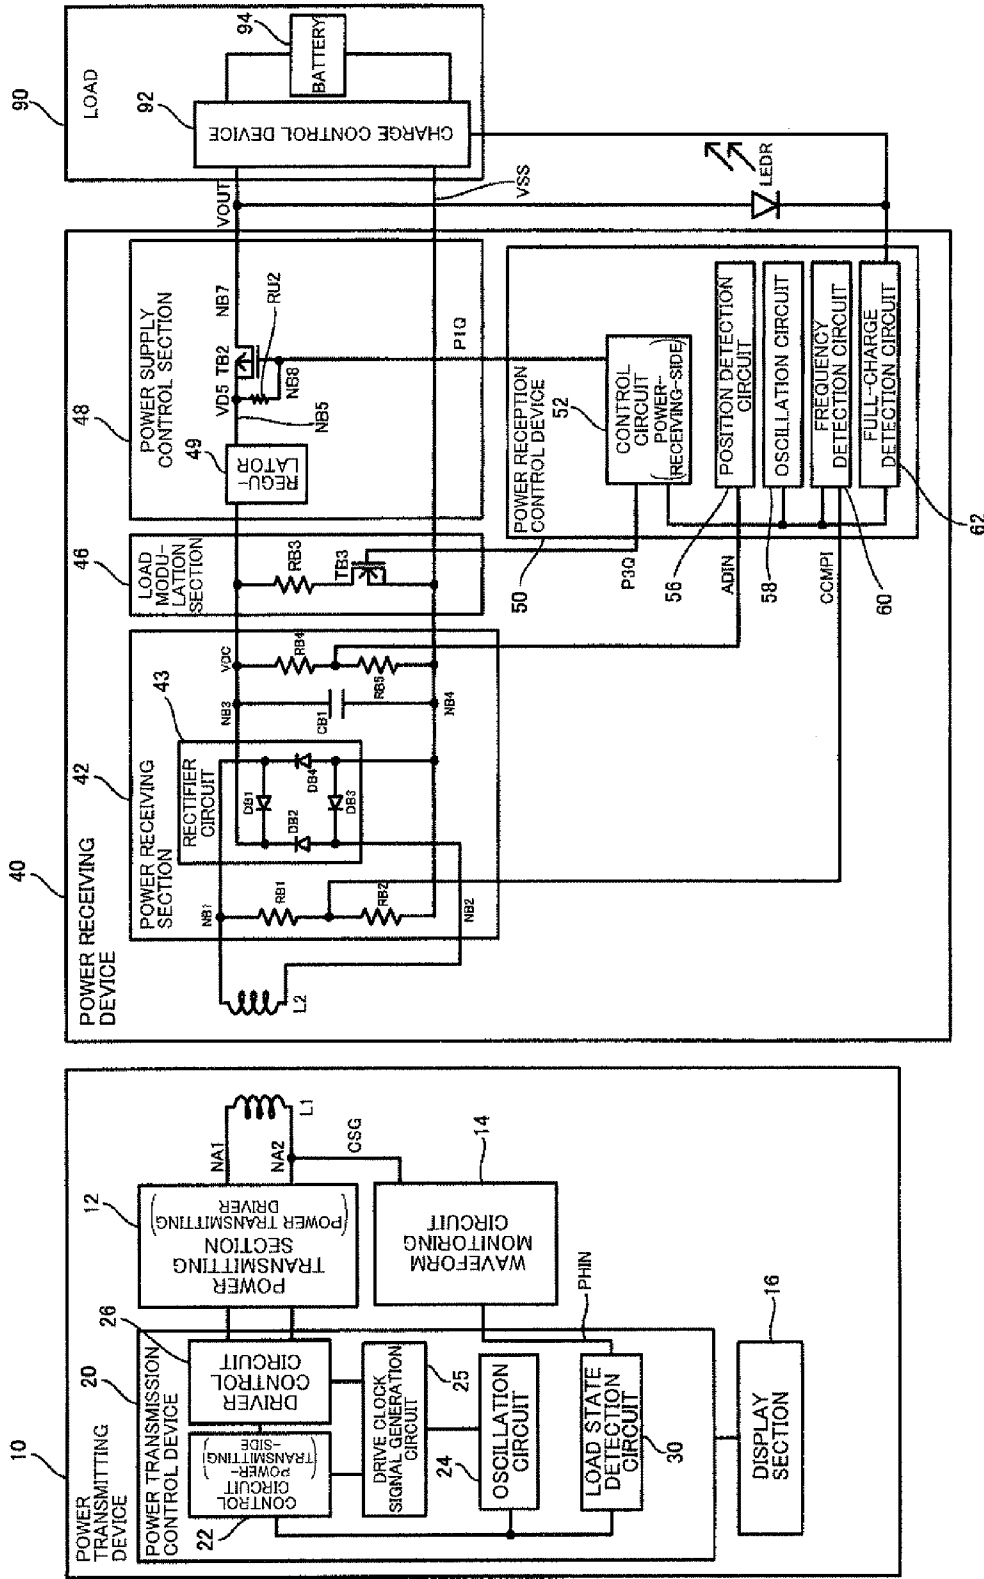 10
POWER
TRANSMITTING
DEVICE
20
POWER TRANSMISSION
CONTROL DEVICE
22
CONTROL
CIRCUIT
(POWER-
TRANSMITTING
-SIDE)
26
DRIVER
CONTROL
CIRCUIT
DRIVE CLOCK
SIGNAL GENERATION
CIRCUIT
25
24
OSCILLATION
CIRCUIT
LOAD STATE
DETECTION
CIRCUIT
30
12
POWER
TRANSMITTING
SECTION
(POWER TRANSMITTING
DRIVER)
NA1
NA2
L1
CSG
14
WAVEFORM
MONITORING
CIRCUIT
PHIN
16
DISPLAY
SECTION
40
POWER RECEIVING
DEVICE
L2
42
POWER RECEIVING
SECTION
NB1
RB1
RB2
NB2
43
RECTIFIER
CIRCUIT
DB1
DB2
DB4
DB3
NB3
CB1
NB4
VDC
RB4
RB5
46
LOAD
MODU-
LATION
SECTION
RB3
TB3
48
POWER SUPPLY
CONTROL SECTION
49
REGU-
LATOR
VD5
TB2
NB7
RU2
NB8
NB5
P1Q
VOUT
VSS
50
POWER RECEPTION
CONTROL DEVICE
52
CONTROL
CIRCUIT
(POWER-
RECEIVING-SIDE)
P3Q
56
ADIN
POSITION DETECTION
CIRCUIT
58
OSCILLATION CIRCUIT
CCMPI
60
FREQUENCY
DETECTION CIRCUIT
62
FULL-CHARGE
DETECTION CIRCUIT
LEDR
90
LOAD
92
CHARGE CONTROL DEVICE
94
BATTERY